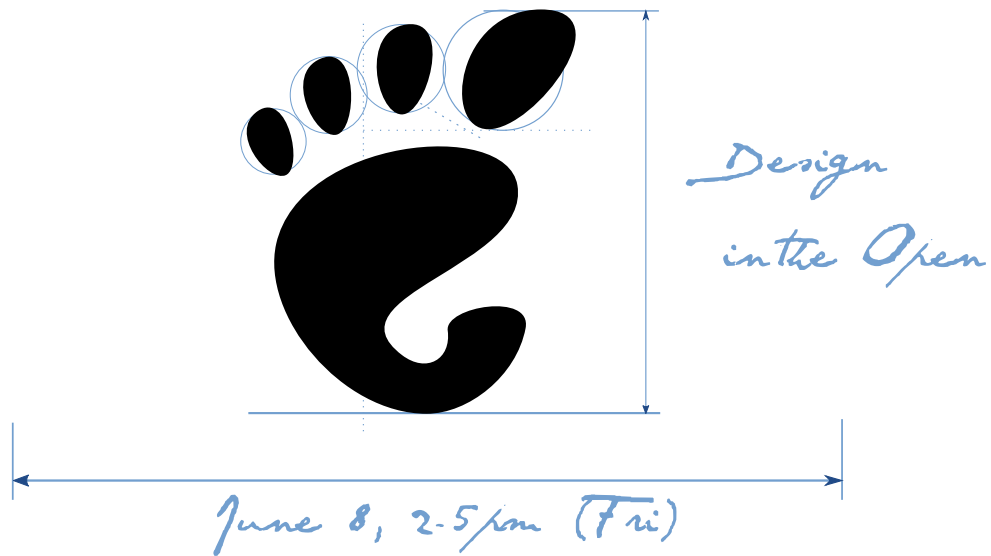 Design
in the Open
June 8, 2-5pm (Fri)